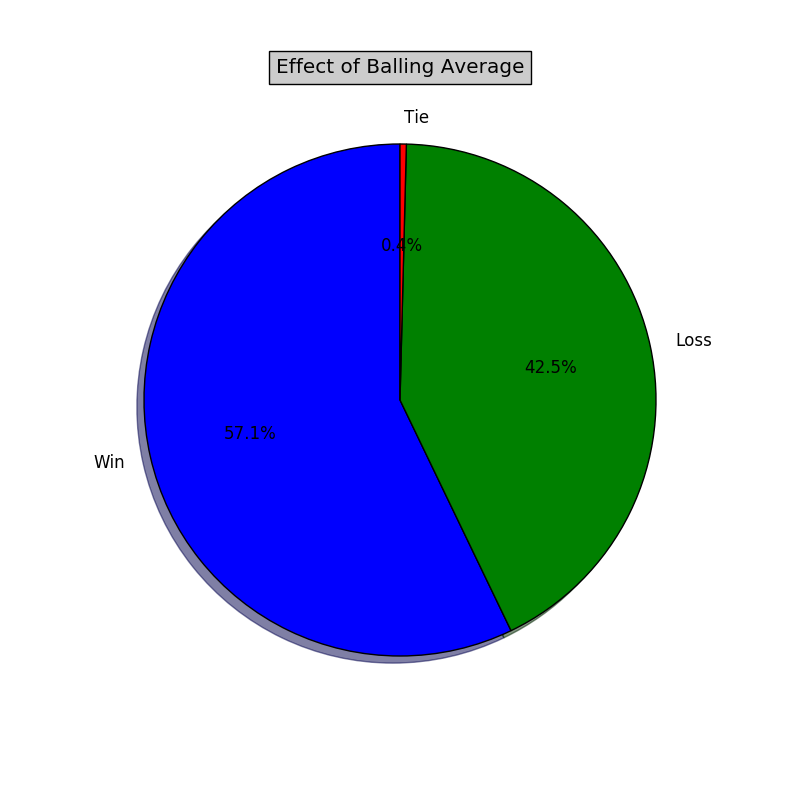 Effect of Balling Average
Tie
0.4%
Loss
42.5%
57.1%
Win